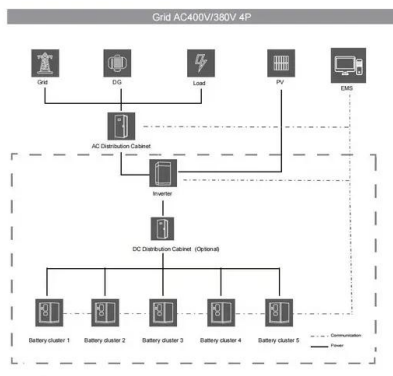 Grid AC400V/380V 4P
Grid
DG
Load
PV
EMS
AC Distribution Cabinet
Inverter
DC Distribution Cabinet (Optional)
Battery cluster 1
Battery cluster 2
Battery cluster 3
Battery cluster 4
Battery cluster 5
Communication
Power